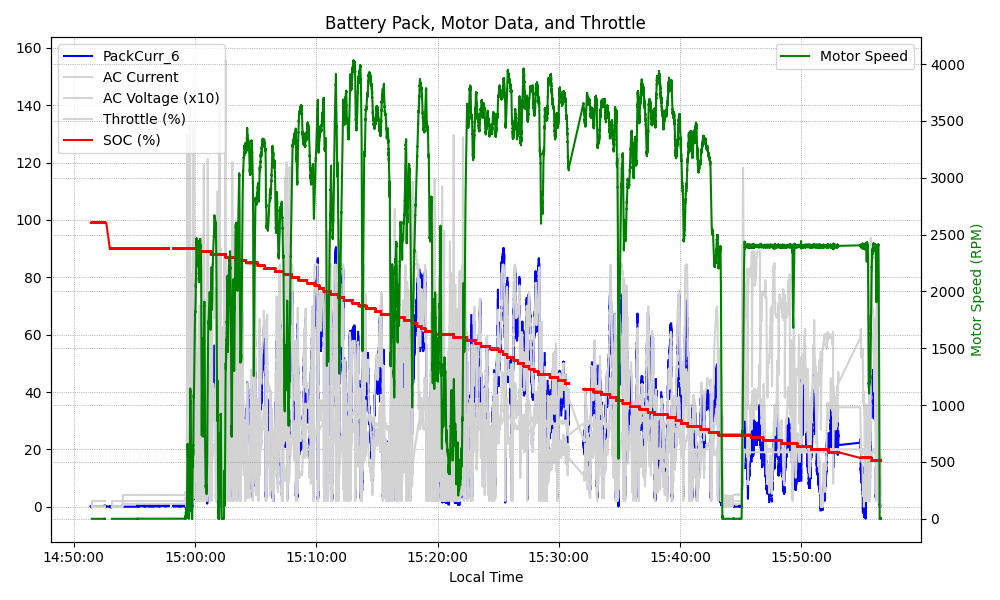 Battery Pack, Motor Data, and Throttle
PackCurr_6
AC Current
AC Voltage (x10)
Throttle (%)
SOC (%)
Motor Speed
160
140
120
100
80
60
40
20
0
4000
3500
3000
2500
2000
1500
1000
500
0
Motor Speed (RPM)
14:50:00
15:00:00
15:10:00
15:20:00
15:30:00
15:40:00
15:50:00
Local Time